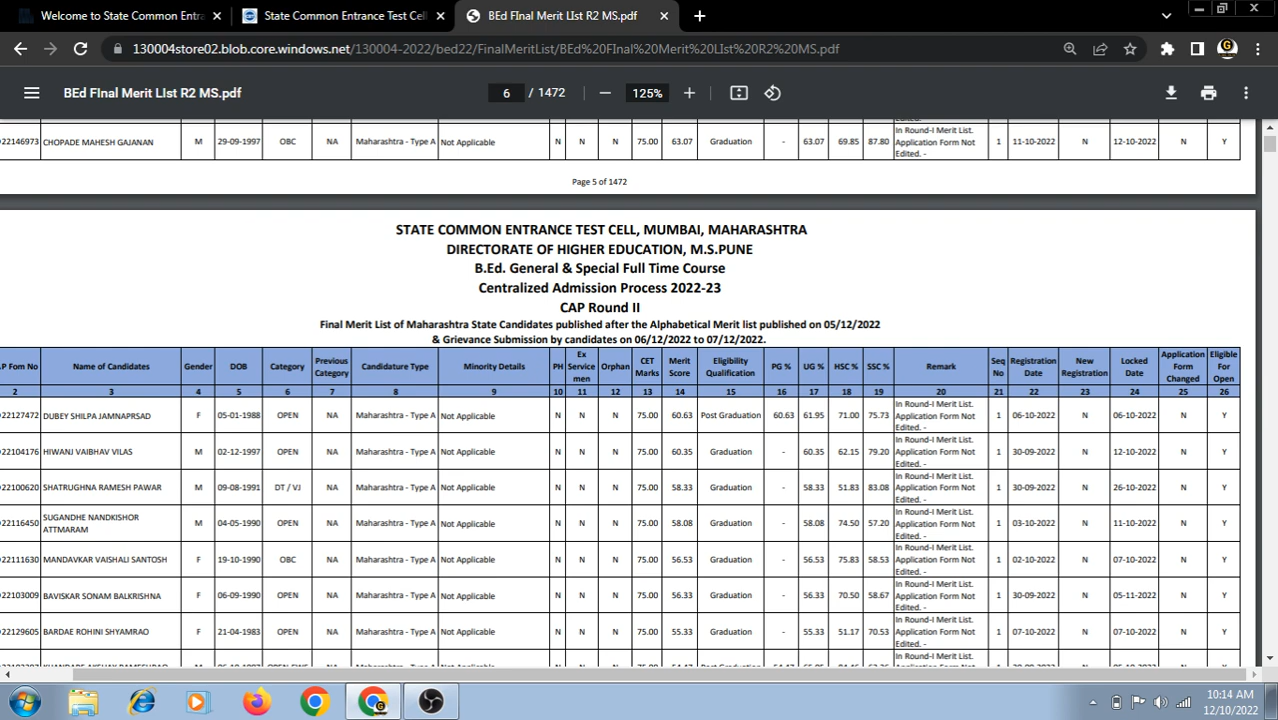 Welcome to State Common Entra
State Common Entrance Test Cell,
BEd FInal Merit LIst R2 MS.pdf
130004store02.blob.core.windows.net/130004-2022/bed22/FinalMeritList/BEd%20FInal%20Merit%20LIst%20R2%20MS.pdf
BEd FInal Merit LIst R2 MS.pdf
6 / 1472
125%
Edited. -
22146973 CHOPADE MAHESH GAJANAN M 29-09-1997 OBC NA Maharashtra - Type A Not Applicable N N N 75.00 63.07 Graduation - 63.07 69.85 87.80 In Round-I Merit List. Application Form Not Edited. - 1 11-10-2022 N 12-10-2022 N Y
Page 5 of 1472
STATE COMMON ENTRANCE TEST CELL, MUMBAI, MAHARASHTRA
DIRECTORATE OF HIGHER EDUCATION, M.S.PUNE
B.Ed. General & Special Full Time Course
Centralized Admission Process 2022-23
CAP Round II
Final Merit List of Maharashtra State Candidates published after the Alphabetical Merit list published on 05/12/2022
& Grievance Submission by candidates on 06/12/2022 to 07/12/2022.
AP Fom No Name of Candidates Gender DOB Category Previous Category Candidature Type Minority Details PH Ex Service men Orphan CET Marks Merit Score Eligibility Qualification PG % UG % HSC % SSC % Remark Seq No Registration Date New Registration Locked Date Application Form Changed Eligible For Open
2 3 4 5 6 7 8 9 10 11 12 13 14 15 16 17 18 19 20 21 22 23 24 25 26
22127472 DUBEY SHILPA JAMNAPRSAD F 05-01-1988 OPEN NA Maharashtra - Type A Not Applicable N N N 75.00 60.63 Post Graduation 60.63 61.95 71.00 75.73 In Round-I Merit List. Application Form Not Edited. - 1 06-10-2022 N 06-10-2022 N Y
22104176 HIWANJ VAIBHAV VILAS M 02-12-1997 OPEN NA Maharashtra - Type A Not Applicable N N N 75.00 60.35 Graduation - 60.35 62.15 79.20 In Round-I Merit List. Application Form Not Edited. - 1 30-09-2022 N 12-10-2022 N Y
22100620 SHATRUGHNA RAMESH PAWAR M 20-08-1991 DT / VJ NA Maharashtra - Type A Not Applicable N N N 75.00 58.33 Graduation - 58.33 51.83 83.08 In Round-I Merit List. Application Form Not Edited. - 1 30-09-2022 N 26-10-2022 N Y
22116450 SUGANDHE NANDKISHOR ATTMARAM M 04-05-1990 OPEN NA Maharashtra - Type A Not Applicable N N N 75.00 58.08 Graduation - 58.08 74.50 57.20 In Round-I Merit List. Application Form Not Edited. - 1 03-10-2022 N 11-10-2022 N Y
22111630 MANDAVKAR VAISHALI SANTOSH F 19-10-1990 OBC NA Maharashtra - Type A Not Applicable N N N 75.00 56.53 Graduation - 56.53 75.83 58.53 In Round-I Merit List. Application Form Not Edited. - 1 02-10-2022 N 07-10-2022 N Y
22103009 BAVISKAR SONAM BALKRISHNA F 06-09-1990 OPEN NA Maharashtra - Type A Not Applicable N N N 75.00 56.33 Graduation - 56.33 70.50 58.67 In Round-I Merit List. Application Form Not Edited. - 1 30-09-2022 N 05-11-2022 N Y
22129605 BARDAE ROHINI SHYAMRAO F 21-04-1983 OPEN NA Maharashtra - Type A Not Applicable N N N 75.00 55.33 Graduation - 55.33 51.17 70.53 In Round-I Merit List. Application Form Not Edited. - 1 07-10-2022 N 07-10-2022 N Y
In Round-I Merit List.
10:14 AM
12/10/2022